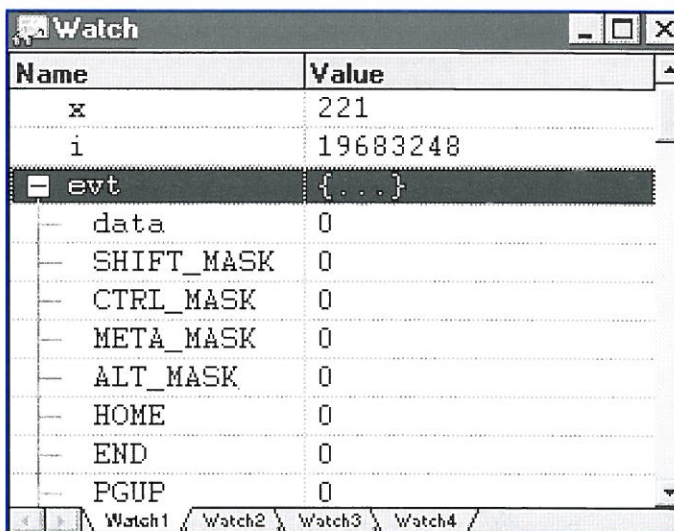 Watch
Name Value
x 221
i 19683248
evt {...}
data 0
SHIFT_MASK 0
CTRL_MASK 0
META_MASK 0
ALT_MASK 0
HOME 0
END 0
PGUP 0
Watch1 Watch2 Watch3 Watch4